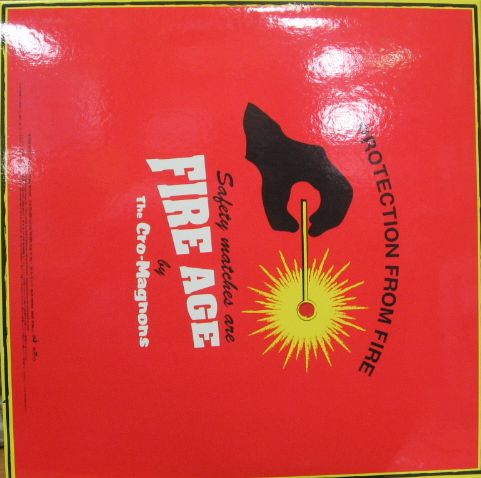 PROTECTION FROM FIRE
Safety matches are
FIRE AGE
by
The Cro-Magnons